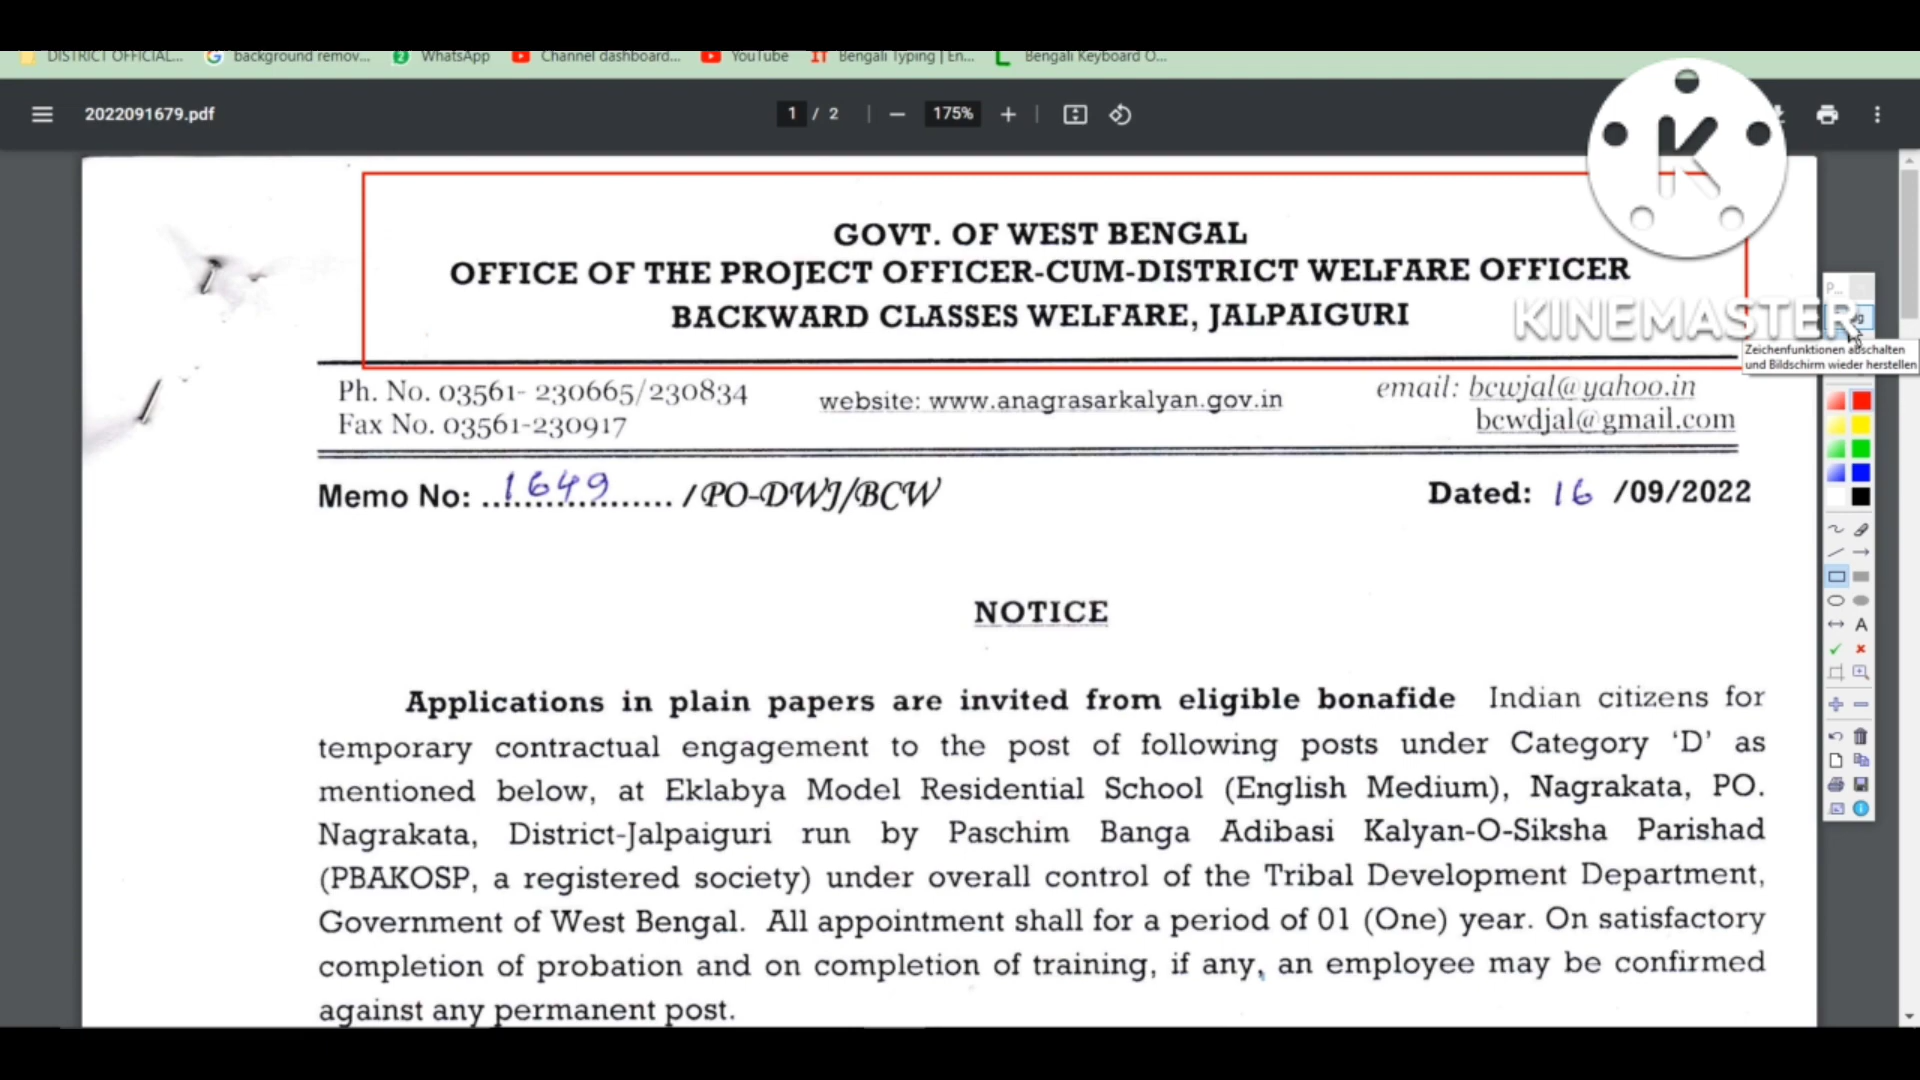 DISTRICT OFFICIAL... background remov... WhatsApp Channel dashboard... YouTube Bengali Typing | En... Bengali Keyboard O...
2022091679.pdf 1 / 2 175%
GOVT. OF WEST BENGAL
OFFICE OF THE PROJECT OFFICER-CUM-DISTRICT WELFARE OFFICER
BACKWARD CLASSES WELFARE, JALPAIGURI
KINEMASTER
Zeichenfunktionen abschalten
und Bildschirm wieder herstellen
Ph. No. 03561- 230665/230834 website: www.anagrasarkalyan.gov.in email: bcwjal@yahoo.in
Fax No. 03561-230917 bcwdjal@gmail.com
Memo No: ..1649.. /PO-DWJ/BCW Dated: 16 /09/2022
NOTICE
Applications in plain papers are invited from eligible bonafide Indian citizens for
temporary contractual engagement to the post of following posts under Category ‘D’ as
mentioned below, at Eklabya Model Residential School (English Medium), Nagrakata, PO.
Nagrakata, District-Jalpaiguri run by Paschim Banga Adibasi Kalyan-O-Siksha Parishad
(PBAKOSP, a registered society) under overall control of the Tribal Development Department,
Government of West Bengal. All appointment shall for a period of 01 (One) year. On satisfactory
completion of probation and on completion of training, if any, an employee may be confirmed
against any permanent post.